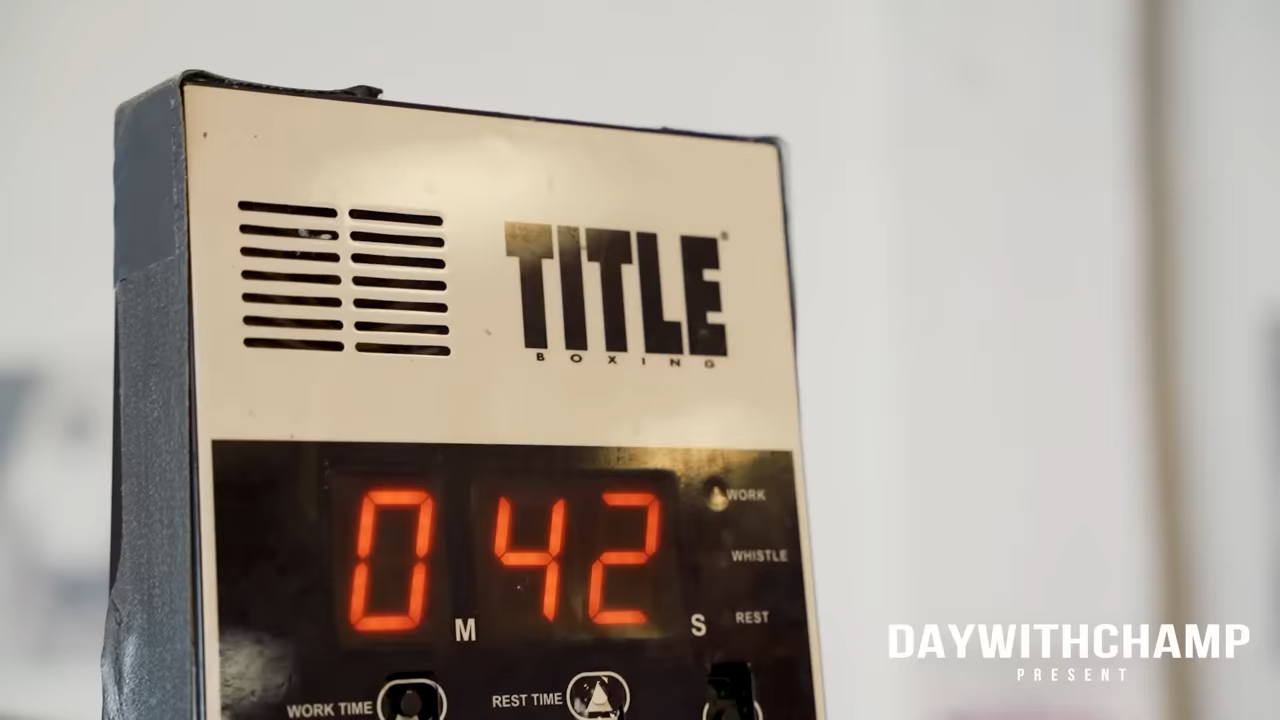 TITLE®
BOXING
WORK
WHISTLE
REST
0 M 42 S
WORK TIME
REST TIME
DAYWITHCHAMP
PRESENT